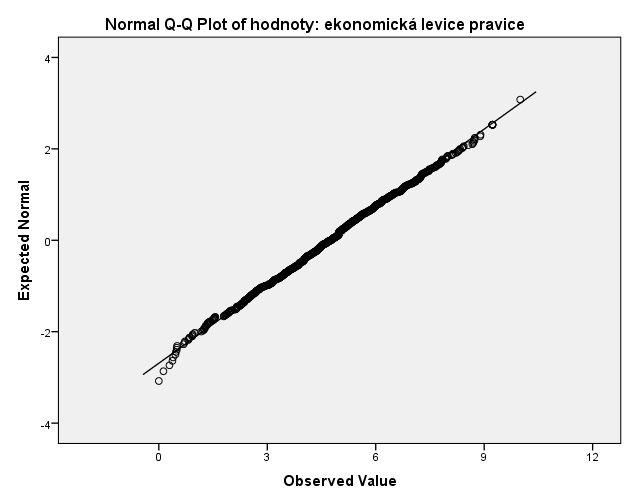 Normal Q-Q Plot of hodnoty: ekonomická levice pravice
4
2
0
-2
-4
Expected Normal
0 3 6 9 12
Observed Value